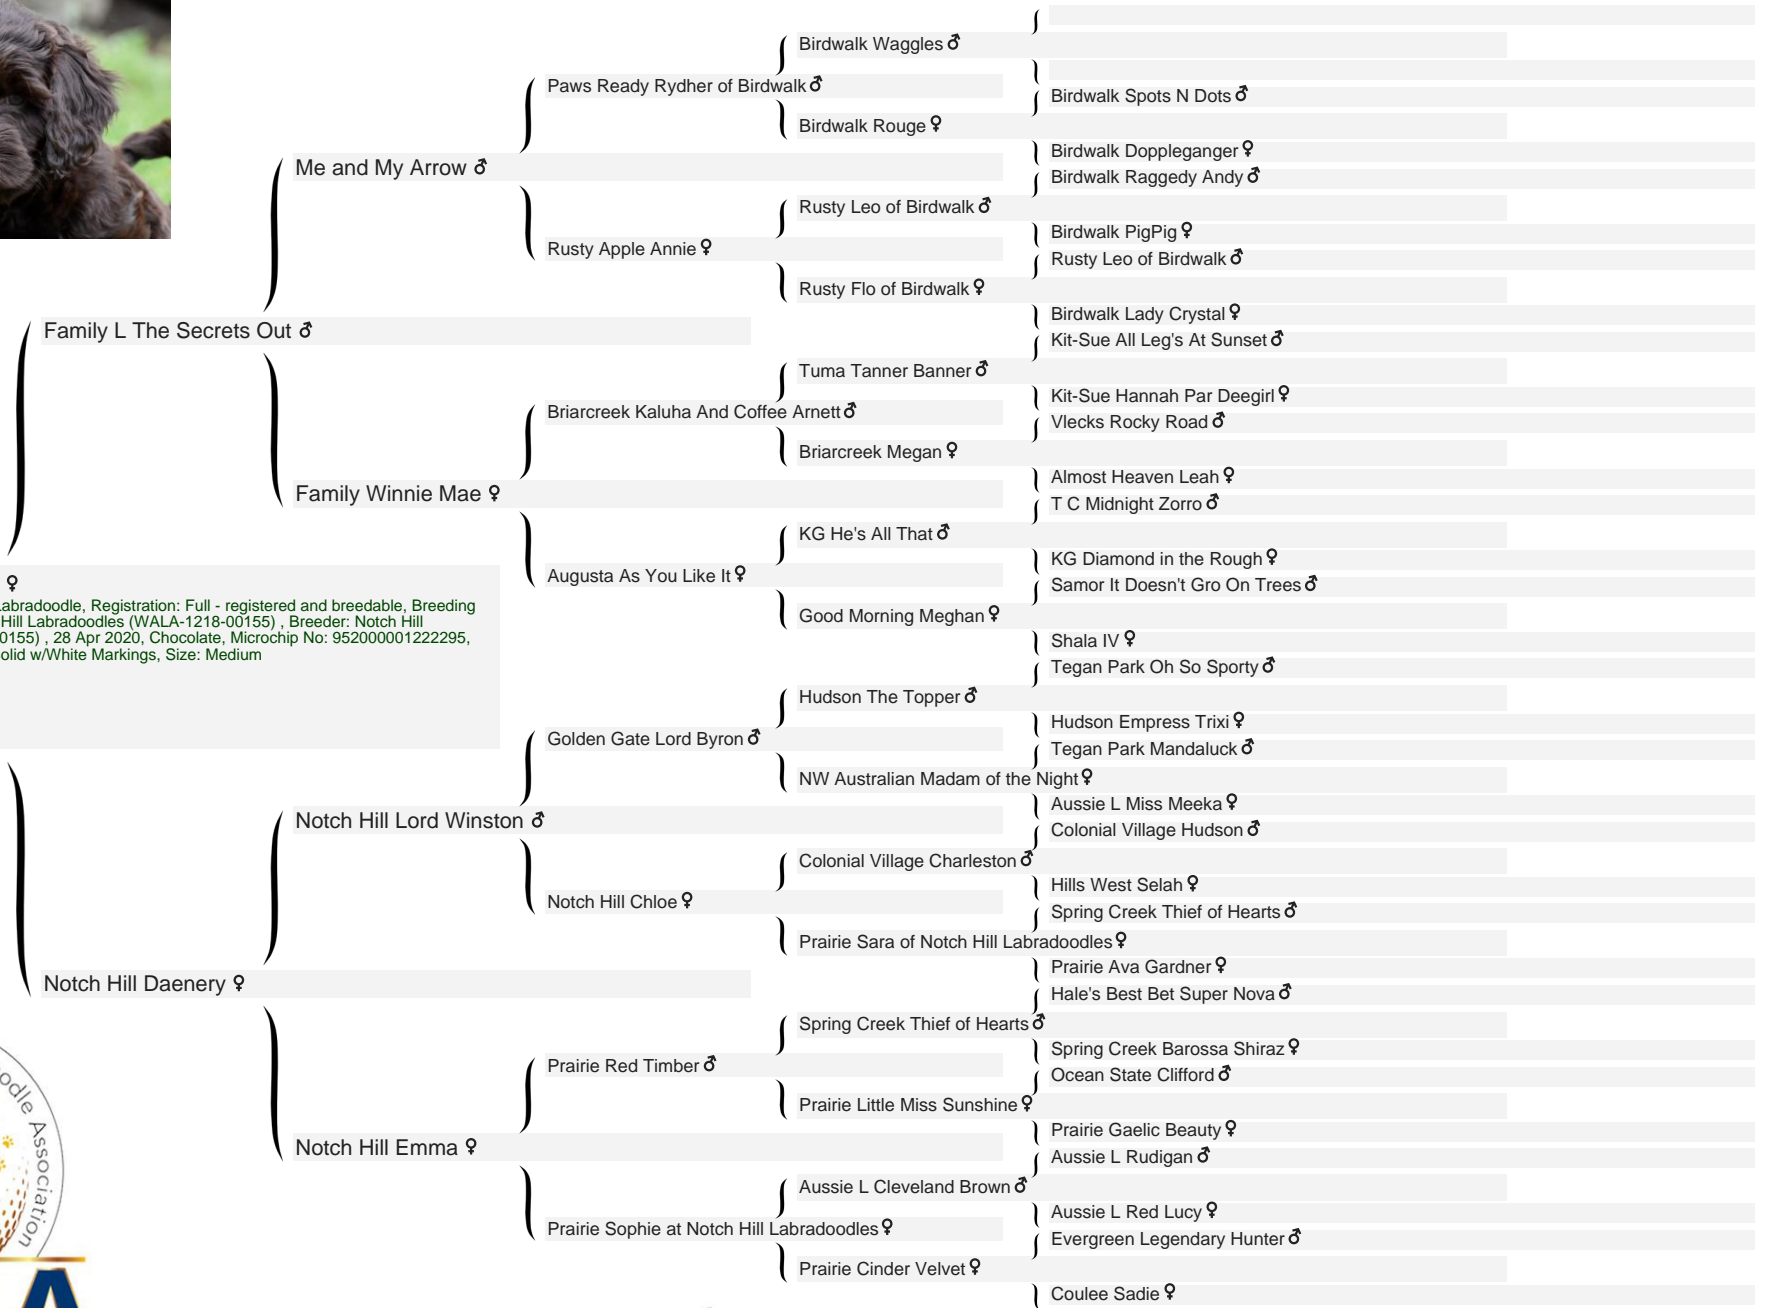 Birdwalk Waggles ♂
Paws Ready Rydher of Birdwalk ♂
Birdwalk Spots N Dots ♂
Birdwalk Rouge ♀
Birdwalk Doppleganger ♀
Me and My Arrow ♂
Birdwalk Raggedy Andy ♂
Rusty Leo of Birdwalk ♂
Birdwalk PigPig ♀
Rusty Apple Annie ♀
Rusty Leo of Birdwalk ♂
Rusty Flo of Birdwalk ♀
Birdwalk Lady Crystal ♀
Family L The Secrets Out ♂
Kit-Sue All Leg's At Sunset ♂
Tuma Tanner Banner ♂
Kit-Sue Hannah Par Deegirl ♀
Briarcreek Kaluha And Coffee Arnett ♂
Vlecks Rocky Road ♂
Briarcreek Megan ♀
Almost Heaven Leah ♀
Family Winnie Mae ♀
T C Midnight Zorro ♂
KG He's All That ♂
KG Diamond in the Rough ♀
Augusta As You Like It ♀
Samor It Doesn't Gro On Trees ♂
♀
abradoodle, Registration: Full - registered and breedable, Breeding
Hill Labradoodles (WALA-1218-00155) , Breeder: Notch Hill
0155) , 28 Apr 2020, Chocolate, Microchip No: 952000001222295,
olid w/White Markings, Size: Medium
Good Morning Meghan ♀
Shala IV ♀
Tegan Park Oh So Sporty ♂
Hudson The Topper ♂
Hudson Empress Trixi ♀
Golden Gate Lord Byron ♂
Tegan Park Mandaluck ♂
NW Australian Madam of the Night ♀
Aussie L Miss Meeka ♀
Notch Hill Lord Winston ♂
Colonial Village Hudson ♂
Colonial Village Charleston ♂
Hills West Selah ♀
Notch Hill Chloe ♀
Spring Creek Thief of Hearts ♂
Prairie Sara of Notch Hill Labradoodles ♀
Prairie Ava Gardner ♀
Notch Hill Daenery ♀
Hale's Best Bet Super Nova ♂
Spring Creek Thief of Hearts ♂
Spring Creek Barossa Shiraz ♀
Prairie Red Timber ♂
Ocean State Clifford ♂
Prairie Little Miss Sunshine ♀
Prairie Gaelic Beauty ♀
Notch Hill Emma ♀
Aussie L Rudigan ♂
Aussie L Cleveland Brown ♂
Aussie L Red Lucy ♀
Prairie Sophie at Notch Hill Labradoodles ♀
Evergreen Legendary Hunter ♂
Prairie Cinder Velvet ♀
Coulee Sadie ♀
oodle Association
A